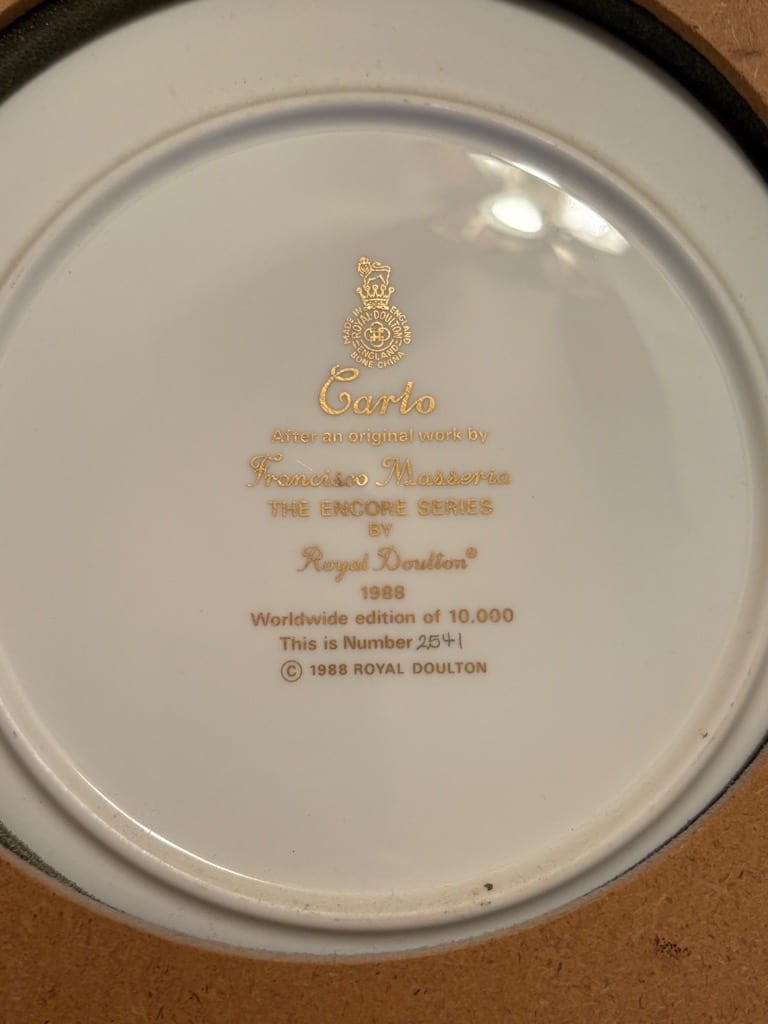 MADE IN ENGLAND
ROYAL·DOULTON
ENGLAND
BONE CHINA
Carlo
After an original work by
Francisco Masseria
THE ENCORE SERIES
BY
Royal Doulton®
1988
Worldwide edition of 10,000
This is Number 2541
© 1988 ROYAL DOULTON